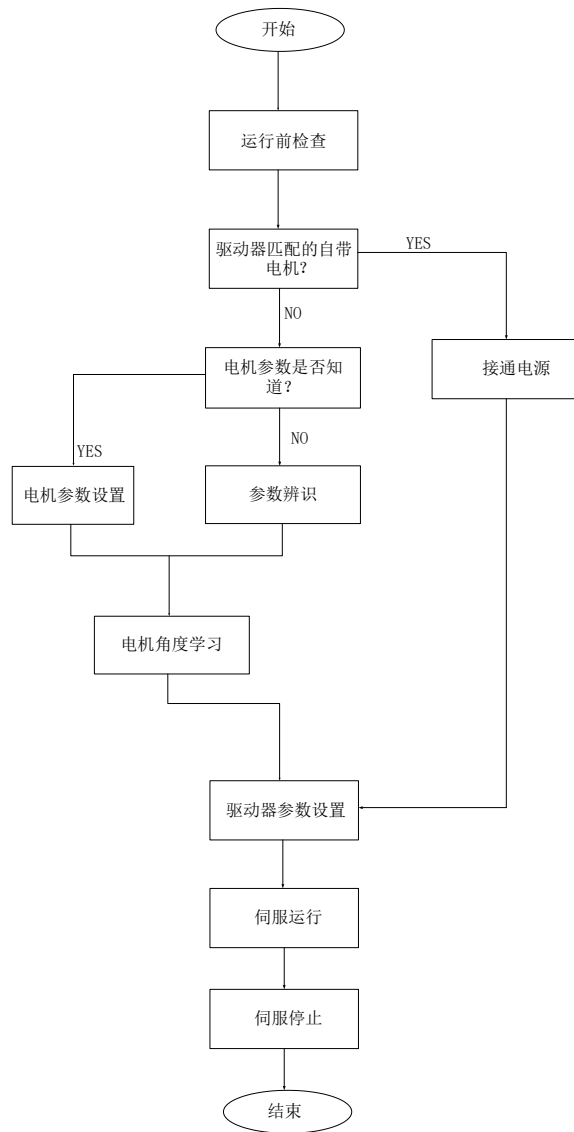 开始
运行前检查
驱动器匹配的自带
电机?
YES
NO
电机参数是否知
道?
接通电源
YES
NO
电机参数设置
参数辨识
电机角度学习
驱动器参数设置
伺服运行
伺服停止
结束